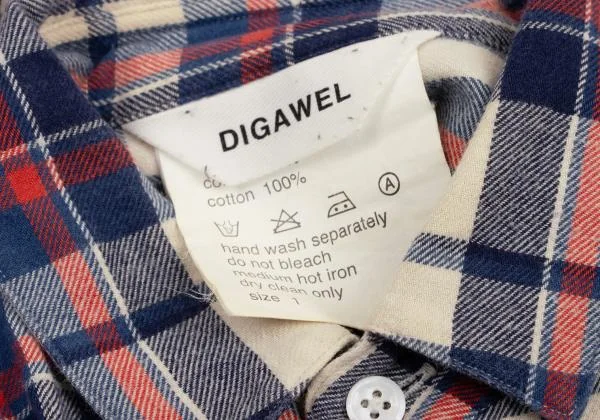 DIGAWEL
cotton 100%
A
hand wash separately
do not bleach
medium hot iron
dry clean only
size 1